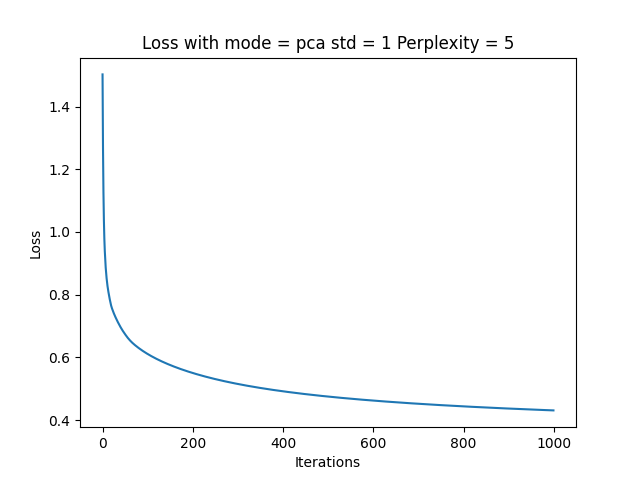 Loss with mode = pca std = 1 Perplexity = 5
Loss
1.4
1.2
1.0
0.8
0.6
0.4
0 200 400 600 800 1000
Iterations